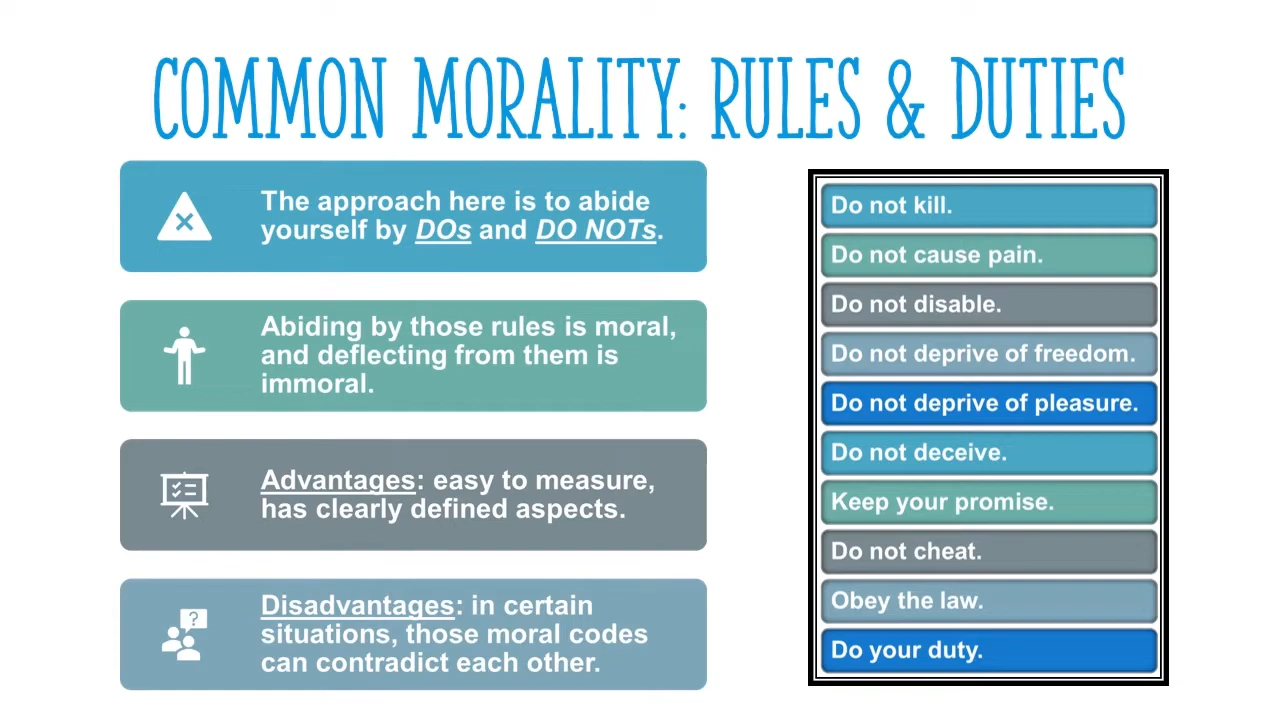 COMMON MORALITY: RULES & DUTIES
The approach here is to abide
yourself by DOs and DO NOTs.
Abiding by those rules is moral,
and deflecting from them is
immoral.
Advantages: easy to measure,
has clearly defined aspects.
?
Disadvantages: in certain
situations, those moral codes
can contradict each other.
Do not kill.
Do not cause pain.
Do not disable.
Do not deprive of freedom.
Do not deprive of pleasure.
Do not deceive.
Keep your promise.
Do not cheat.
Obey the law.
Do your duty.